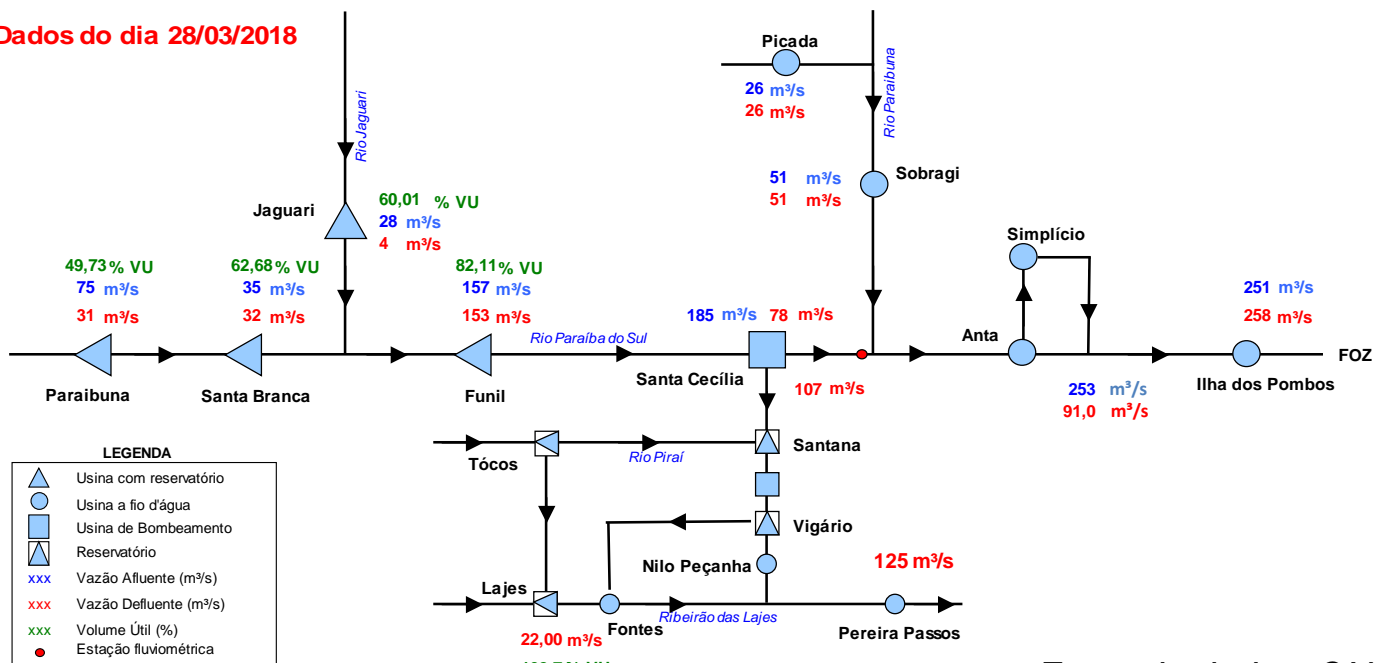 Dados do dia 28/03/2018
Picada
26 m³/s
26 m³/s
Rio Paraibuna
Rio Jaguari
51 m³/s
51 m³/s
Sobragi
Jaguari
60,01 % VU
28 m³/s
4 m³/s
Simplício
49,73 % VU
75 m³/s
31 m³/s
62,68 % VU
35 m³/s
32 m³/s
82,11 % VU
157 m³/s
153 m³/s
251 m³/s
258 m³/s
185 m³/s 78 m³/s
Rio Paraíba do Sul
Anta
FOZ
Paraibuna
Santa Branca
Funil
Santa Cecília
107 m³/s
253 m³/s
91,0 m³/s
Ilha dos Pombos
LEGENDA
Usina com reservatório
Usina a fio d'água
Usina de Bombeamento
Reservatório
xxx Vazão Afluente (m³/s)
xxx Vazão Defluente (m³/s)
xxx Volume Útil (%)
Estação fluviométrica
Tócos
Rio Piraí
Santana
Vigário
Nilo Peçanha
125 m³/s
Lajes
Fontes
Ribeirão das Lajes
Pereira Passos
22,00 m³/s